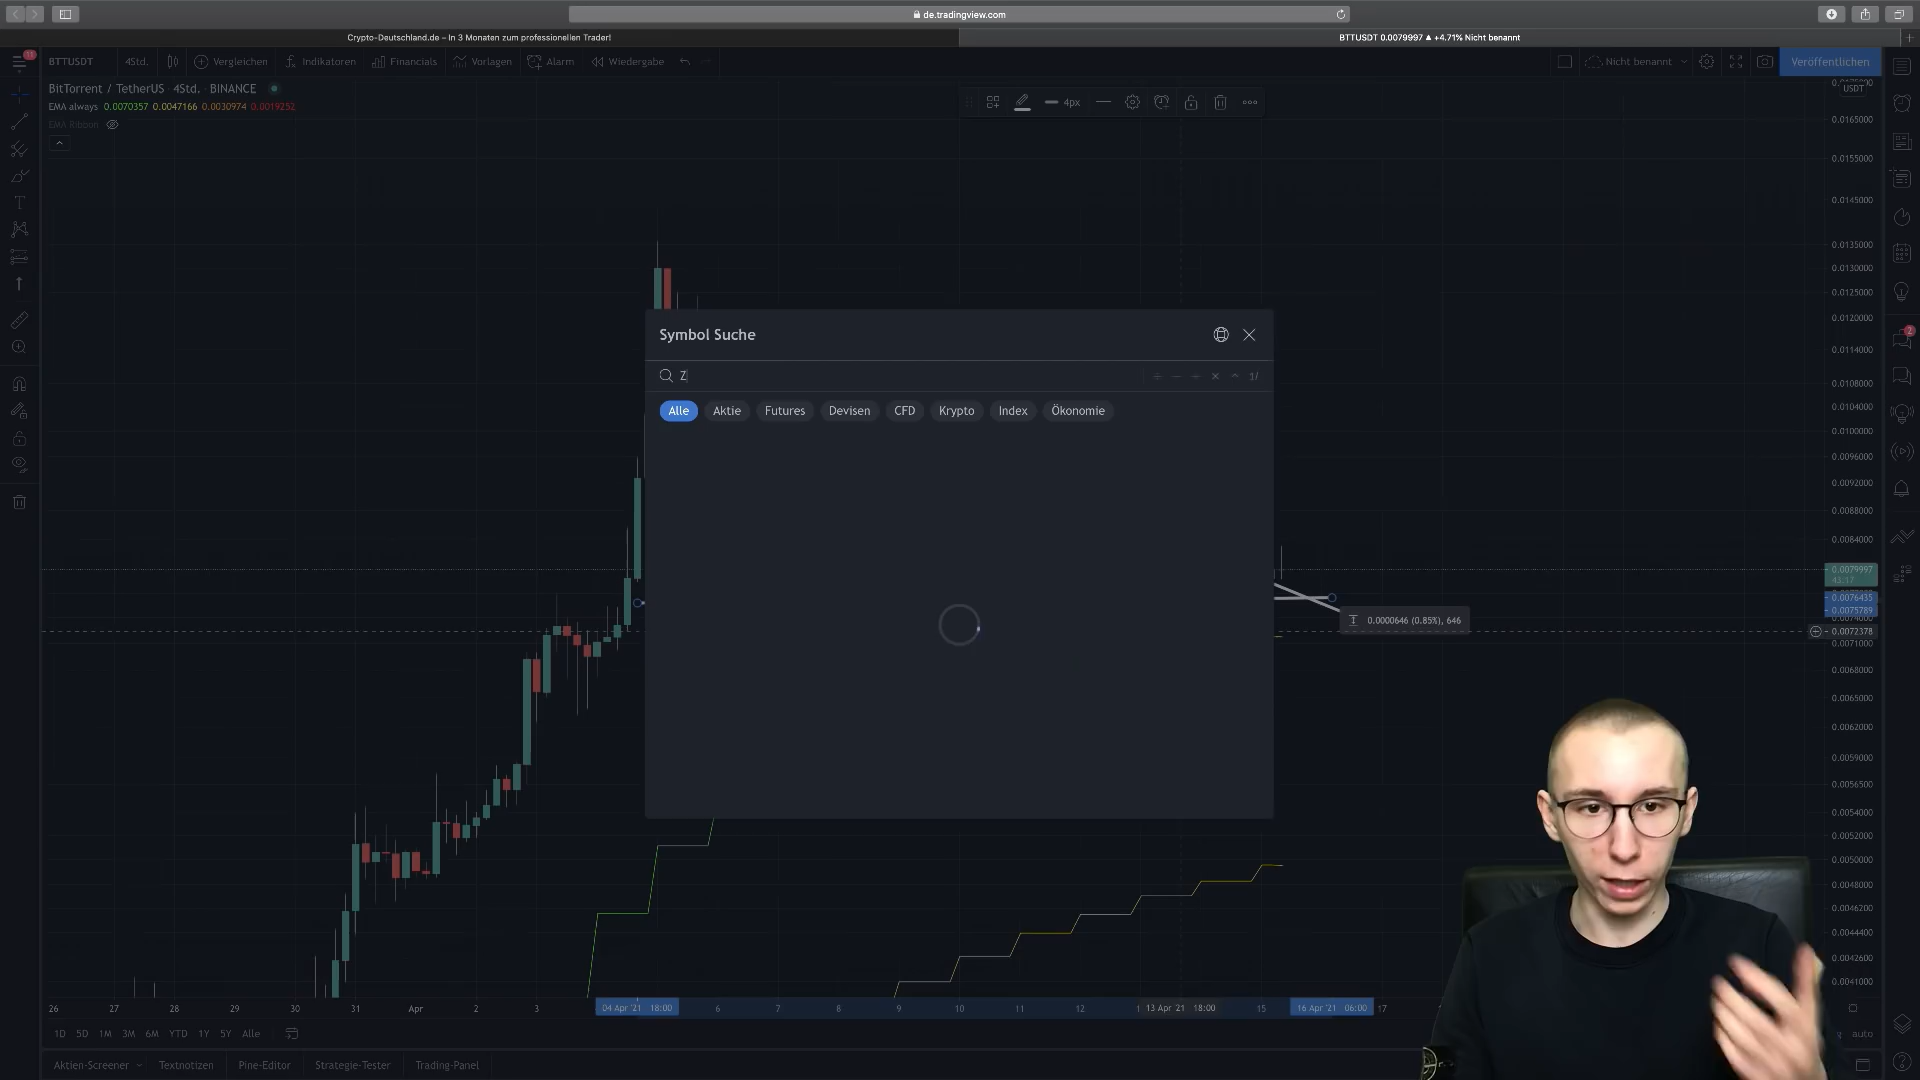 de.tradingview.com
Crypto-Deutschland.de – In 3 Monaten zum professionellen Trader!
BTTUSDT 0.0079997 ▲ +4.71% Nicht benannt
11
BTTUSDT
4Std.
Vergleichen
Indikatoren
Financials
Vorlagen
Alarm
Wiedergabe
Nicht benannt
Veröffentlichen
BitTorrent / TetherUS · 4Std. · BINANCE
EMA always 0.0070357 0.0047166 0.0030974 0.0019252
EMA Riboun
4px
USDT
0.0165000
0.0155000
0.0145000
0.0135000
0.0130000
0.0125000
0.0120000
0.0114000
0.0108000
0.0104000
0.0100000
0.0096000
0.0092000
0.0088000
0.0084000
0.0079997
43:17
0.0076435
0.0075789
0.0072378
0.0071000
0.0068000
0.0065000
0.0062000
0.0059000
0.0056500
0.0054000
0.0052000
0.0050000
0.0048000
0.0046200
0.0044400
0.0042600
0.0041000
2
Symbol Suche
Z
Alle
Aktie
Futures
Devisen
CFD
Krypto
Index
Ökonomie
0.0000646 (0.85%), 646
26
27
28
29
30
31
Apr
2
3
04 Apr '21 18:00
6
7
8
9
10
11
12
13 Apr '21 18:00
15
16 Apr '21 06:00
17
1D
5D
1M
3M
6M
YTD
1Y
5Y
Alle
auto
Aktien-Screener
Textnotizen
Pine-Editor
Strategie-Tester
Trading-Panel